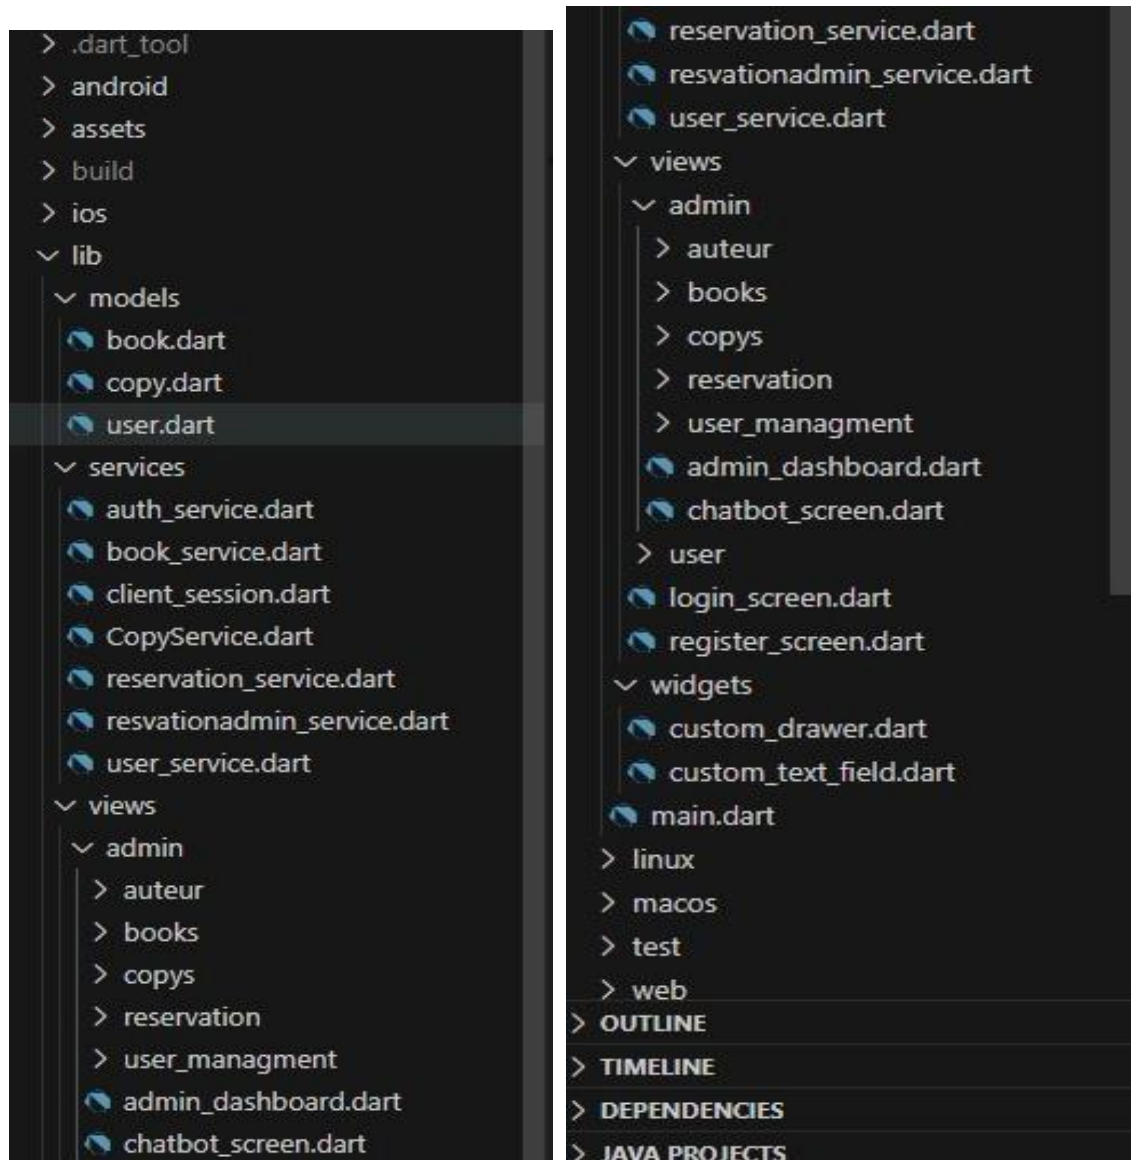 .dart_tool
android
assets
build
ios
lib
models
book.dart
copy.dart
user.dart
services
auth_service.dart
book_service.dart
client_session.dart
CopyService.dart
reservation_service.dart
resvationadmin_service.dart
user_service.dart
views
admin
auteur
books
copys
reservation
user_managment
admin_dashboard.dart
chatbot_screen.dart
reservation_service.dart
resvationadmin_service.dart
user_service.dart
views
admin
auteur
books
copys
reservation
user_managment
admin_dashboard.dart
chatbot_screen.dart
user
login_screen.dart
register_screen.dart
widgets
custom_drawer.dart
custom_text_field.dart
main.dart
linux
macos
test
web
OUTLINE
TIMELINE
DEPENDENCIES
JAVA PROJECTS